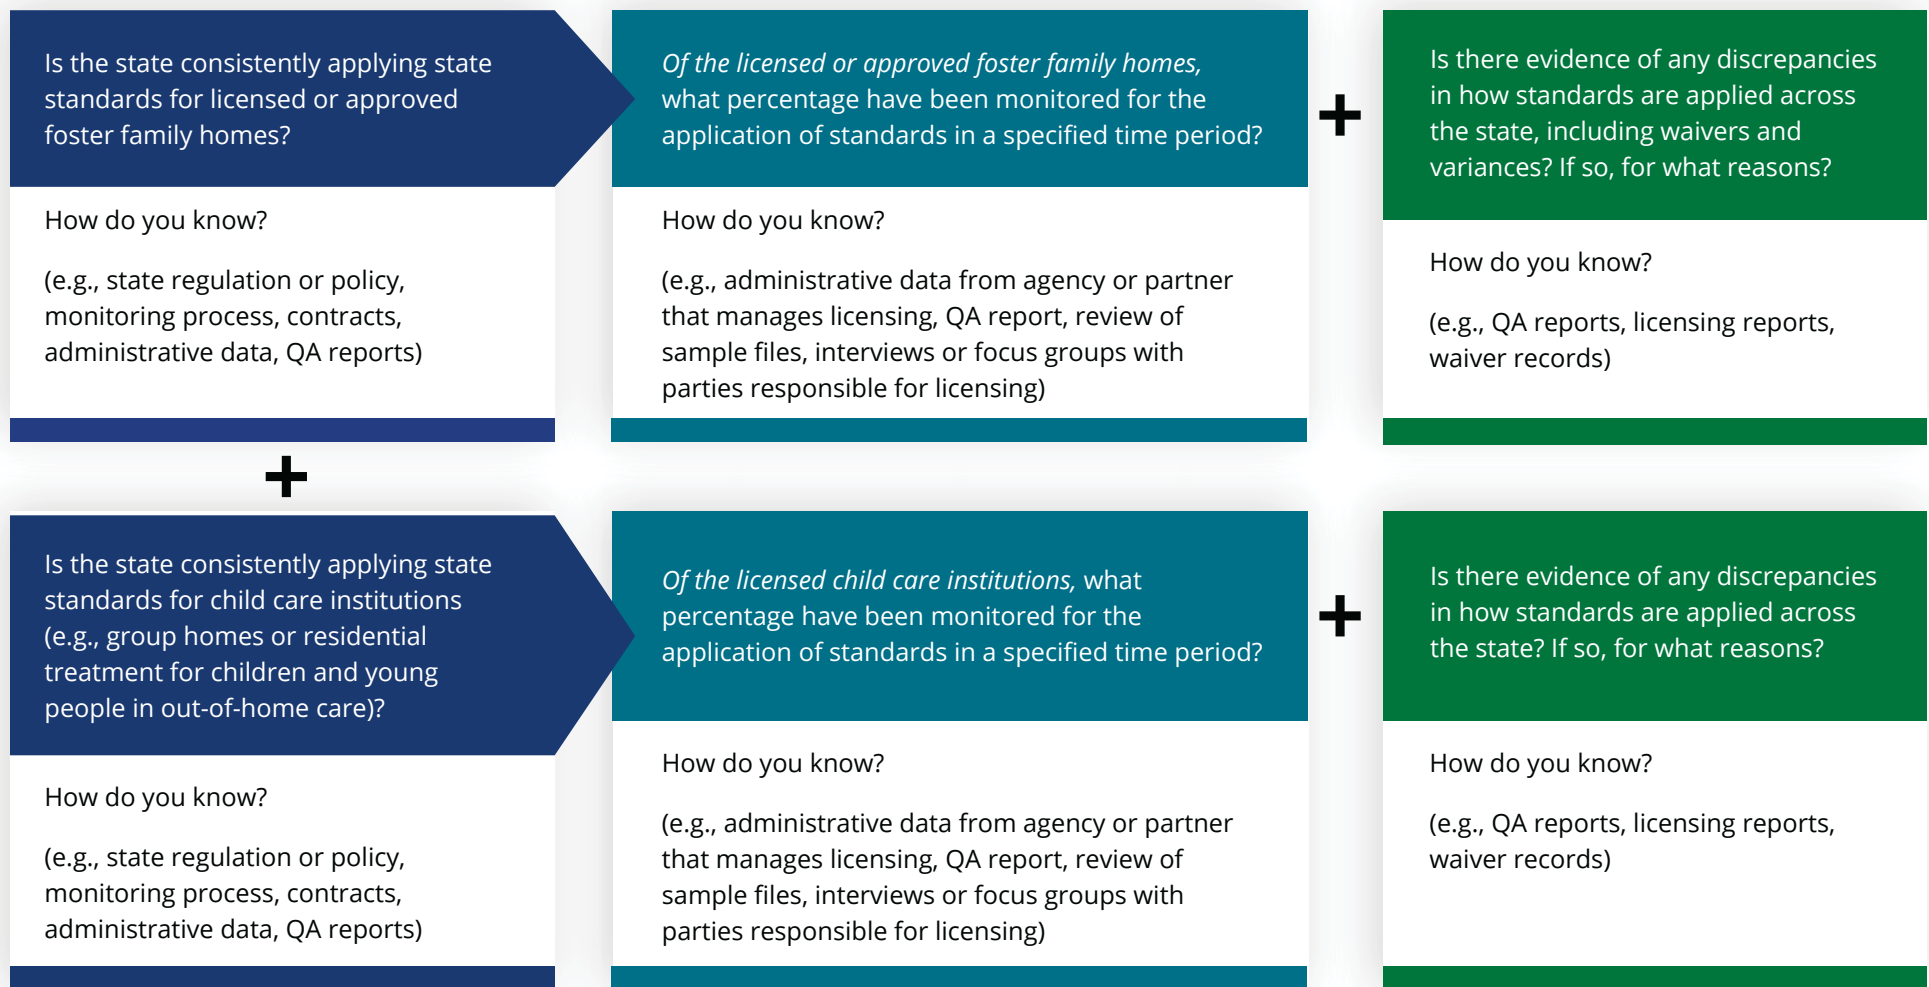 Is the state consistently applying state
standards for licensed or approved
foster family homes?
How do you know?
(e.g., state regulation or policy,
monitoring process, contracts,
administrative data, QA reports)
Of the licensed or approved foster family homes,
what percentage have been monitored for the
application of standards in a specified time period?
How do you know?
(e.g., administrative data from agency or partner
that manages licensing, QA report, review of
sample files, interviews or focus groups with
parties responsible for licensing)
+
Is there evidence of any discrepancies
in how standards are applied across
the state, including waivers and
variances? If so, for what reasons?
How do you know?
(e.g., QA reports, licensing reports,
waiver records)
+
Is the state consistently applying state
standards for child care institutions
(e.g., group homes or residential
treatment for children and young
people in out-of-home care)?
How do you know?
(e.g., state regulation or policy,
monitoring process, contracts,
administrative data, QA reports)
Of the licensed child care institutions, what
percentage have been monitored for the
application of standards in a specified time period?
How do you know?
(e.g., administrative data from agency or partner
that manages licensing, QA report, review of
sample files, interviews or focus groups with
parties responsible for licensing)
+
Is there evidence of any discrepancies
in how standards are applied across
the state? If so, for what reasons?
How do you know?
(e.g., QA reports, licensing reports,
waiver records)